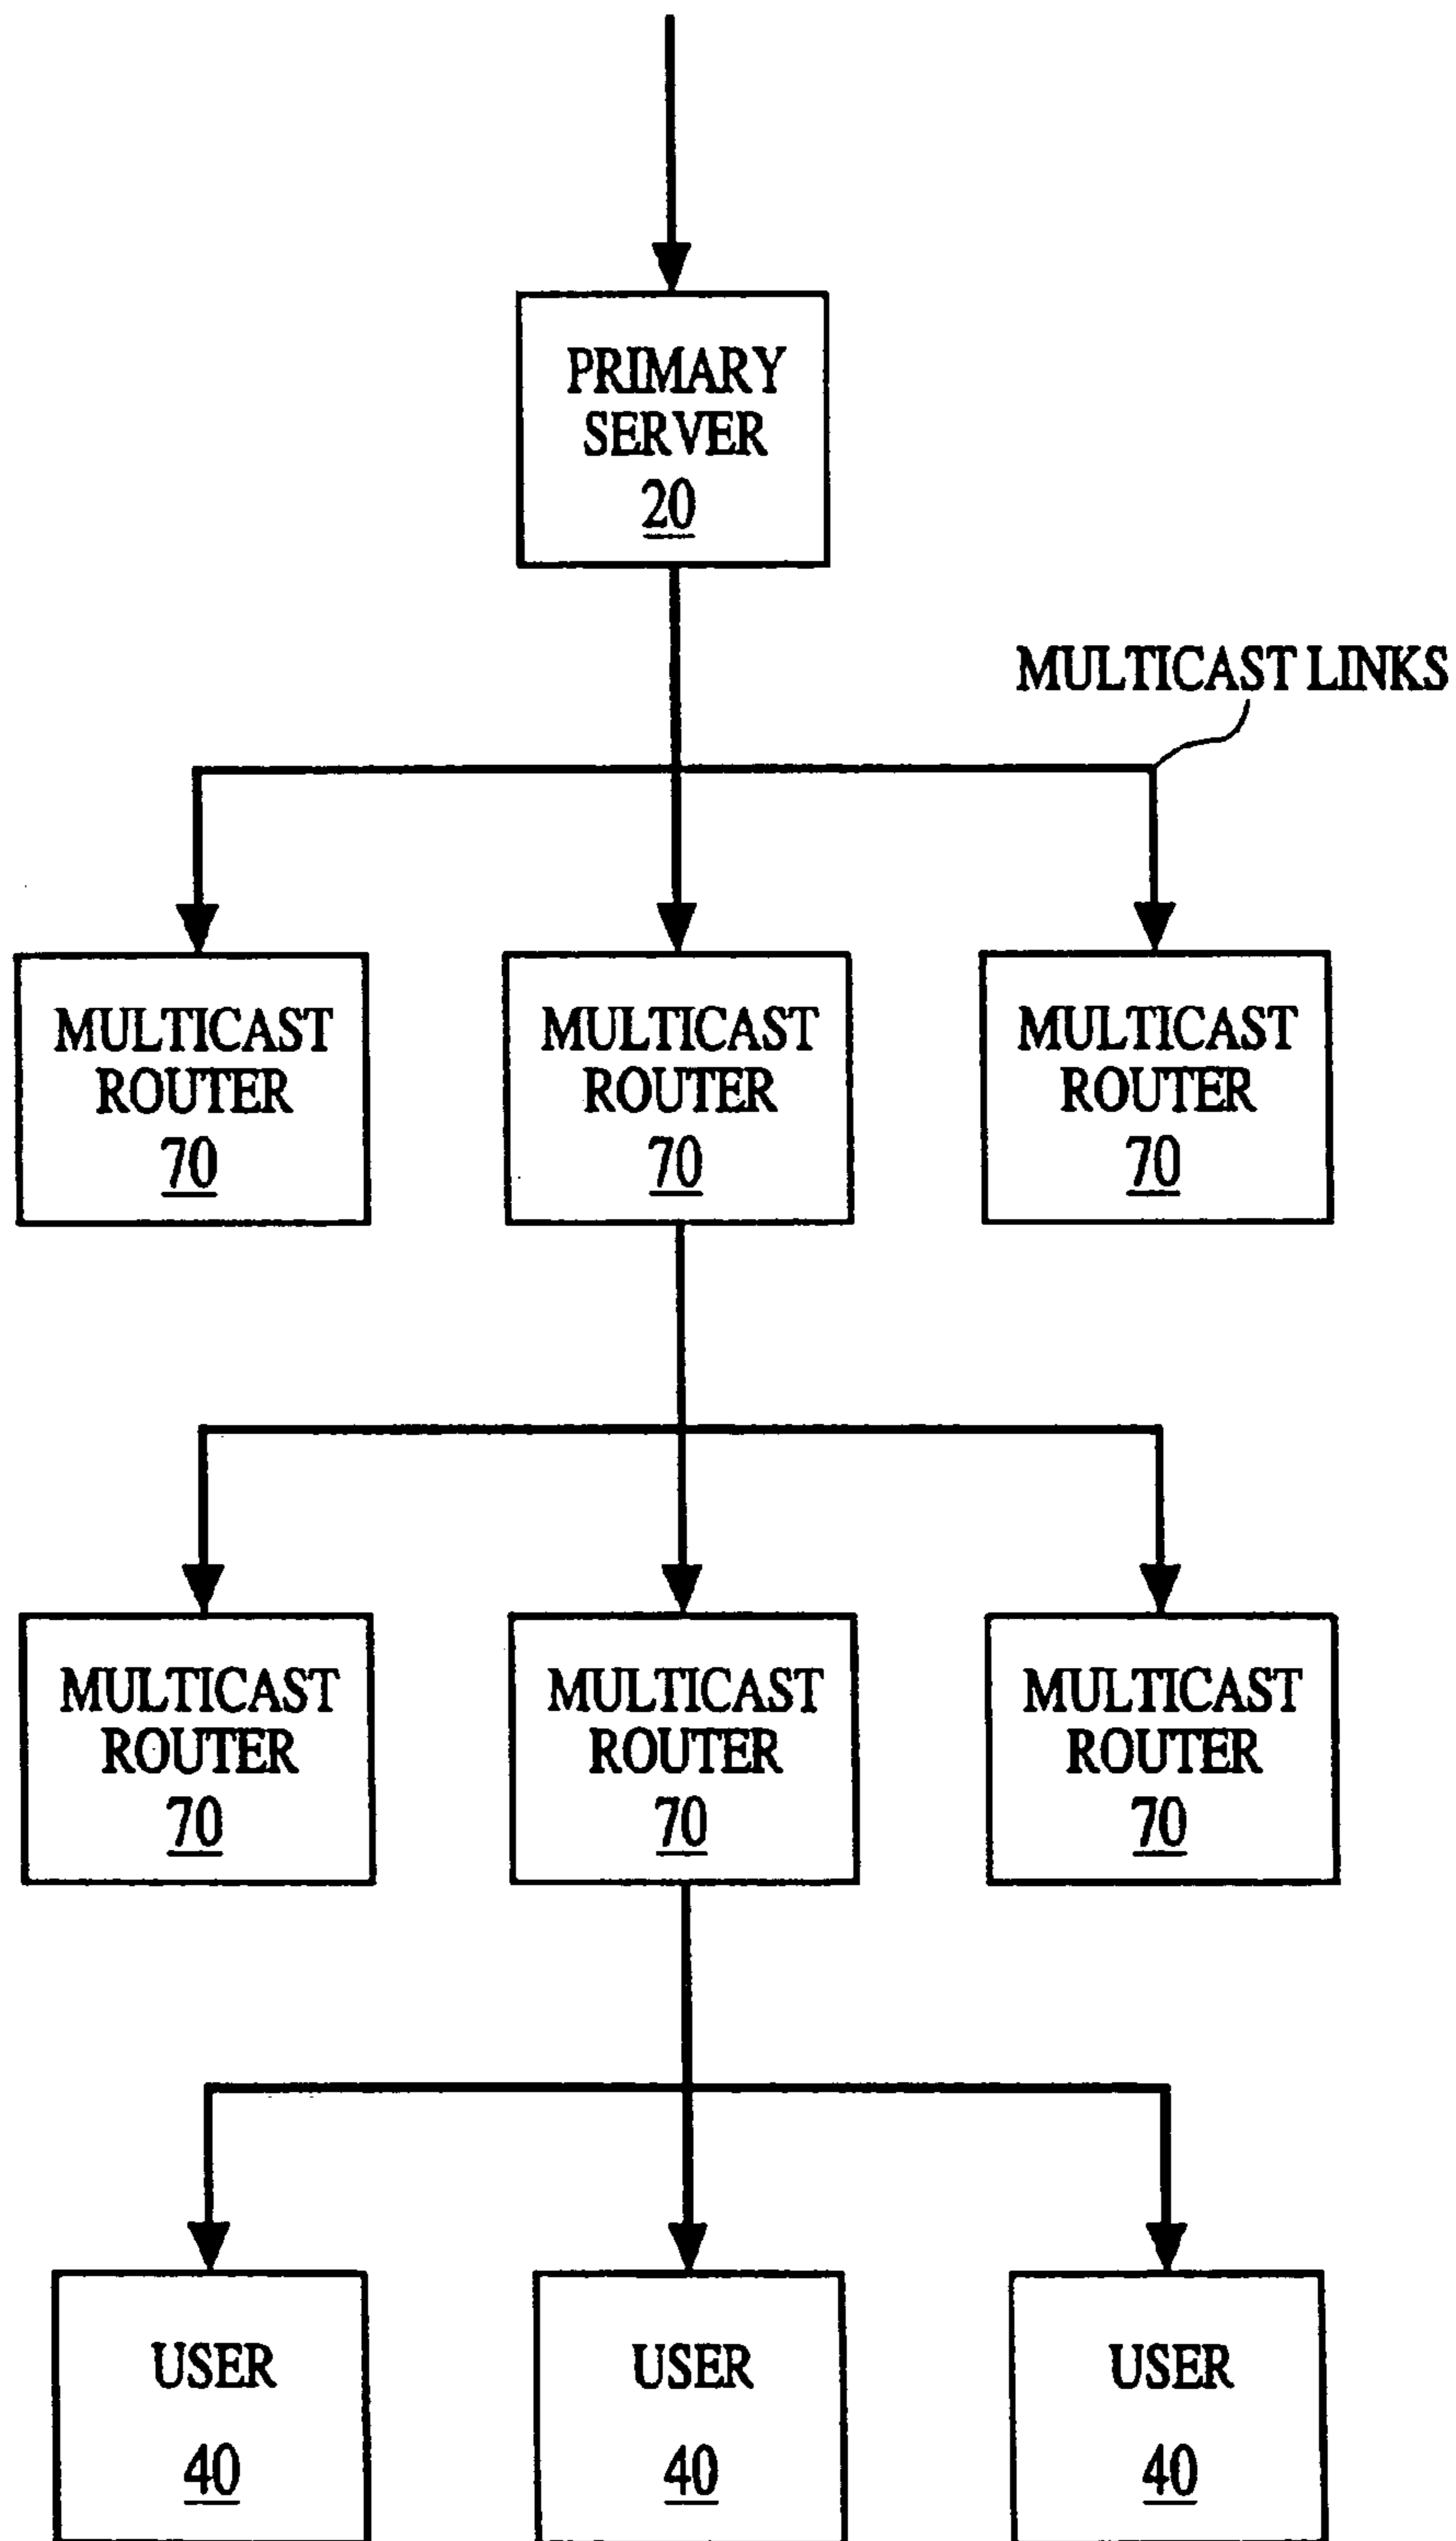 PRIMARY
SERVER
20
MULTICAST LINKS
MULTICAST
ROUTER
70
MULTICAST
ROUTER
70
MULTICAST
ROUTER
70
MULTICAST
ROUTER
70
MULTICAST
ROUTER
70
MULTICAST
ROUTER
70
USER
40
USER
40
USER
40